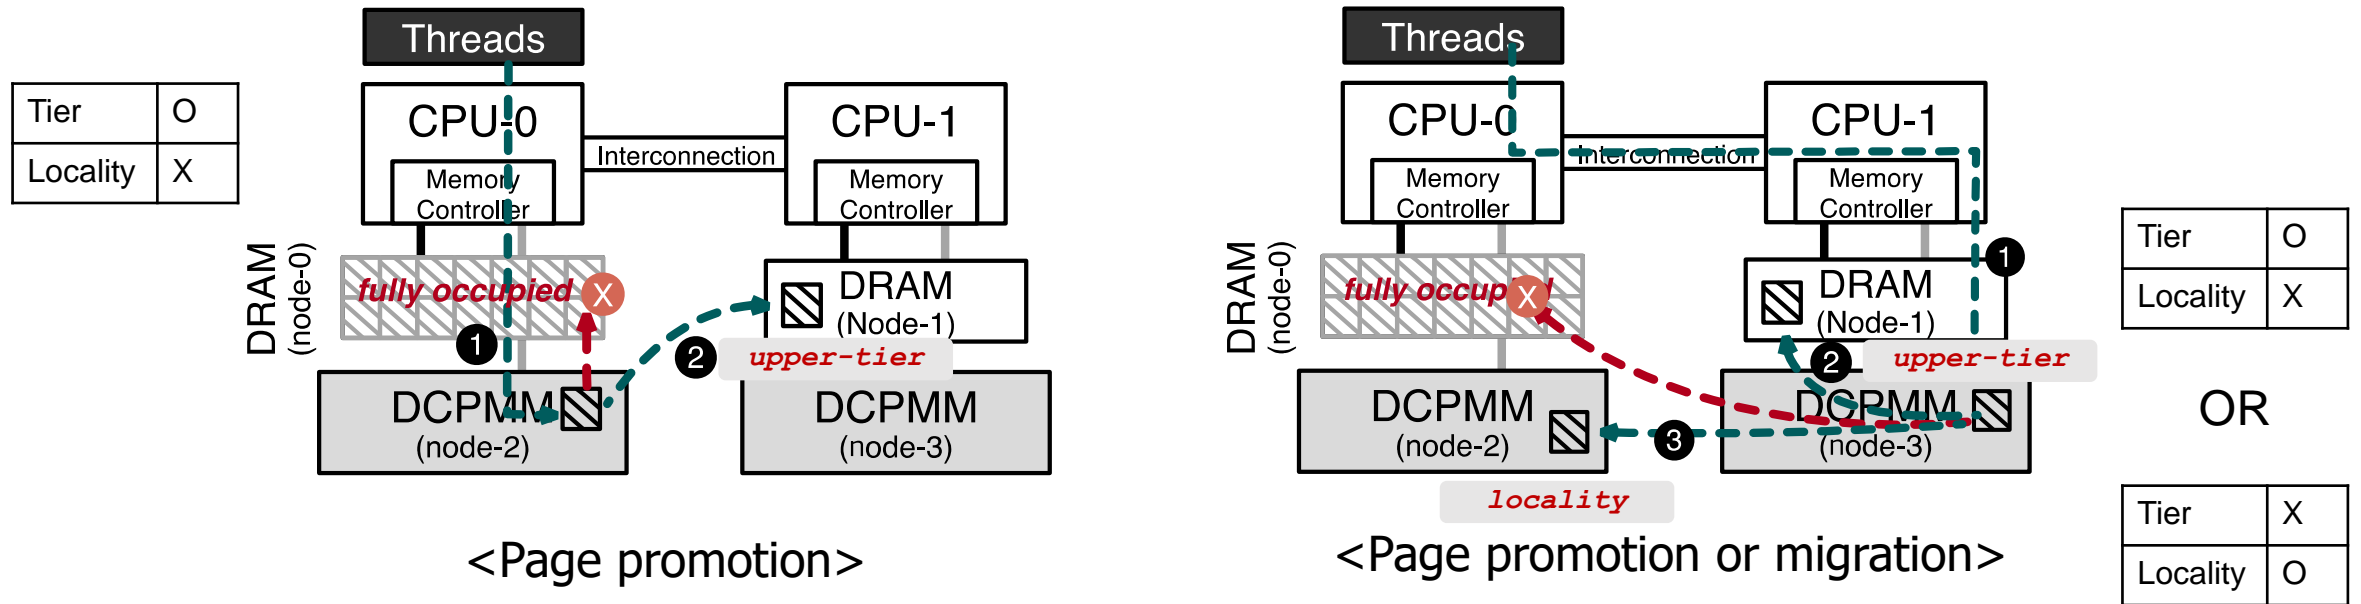 Threads
Tier O
Locality X
CPU-0
CPU-1
Interconnection
Memory
Controller
Memory
Controller
DRAM
(node-0)
fully occupied
X
DRAM
(Node-1)
1
2
upper-tier
DCPMM
(node-2)
DCPMM
(node-3)
<Page promotion>
Threads
CPU-0
CPU-1
Interconnection
Memory
Controller
Memory
Controller
DRAM
(node-0)
fully occupied
X
1
DRAM
(Node-1)
2
upper-tier
DCPMM
(node-2)
3
DCPMM
(node-3)
locality
<Page promotion or migration>
Tier O
Locality X
OR
Tier X
Locality O